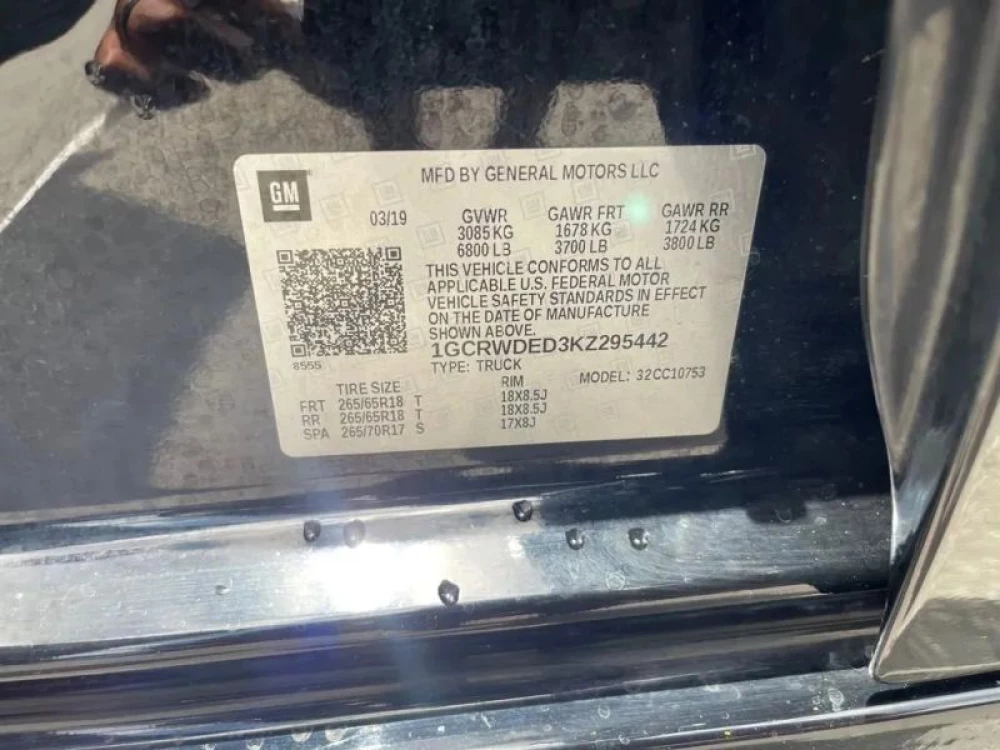 GM
MFD BY GENERAL MOTORS LLC
03/19 GVWR GAWR FRT GAWR RR
3085 KG 1678 KG 1724 KG
6800 LB 3700 LB 3800 LB
THIS VEHICLE CONFORMS TO ALL
APPLICABLE U.S. FEDERAL MOTOR
VEHICLE SAFETY STANDARDS IN EFFECT
ON THE DATE OF MANUFACTURE
SHOWN ABOVE.
1GCRWDED3KZ295442
8555
TYPE: TRUCK
MODEL: 32CC10753
TIRE SIZE RIM
FRT 265/65R18 T 18X8.5J
RR 265/65R18 T 18X8.5J
SPA 265/70R17 S 17X8J